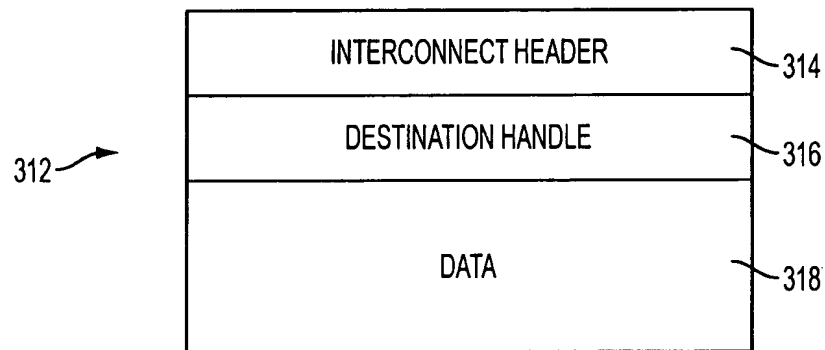 INTERCONNECT HEADER
314
DESTINATION HANDLE
316
312
DATA
318